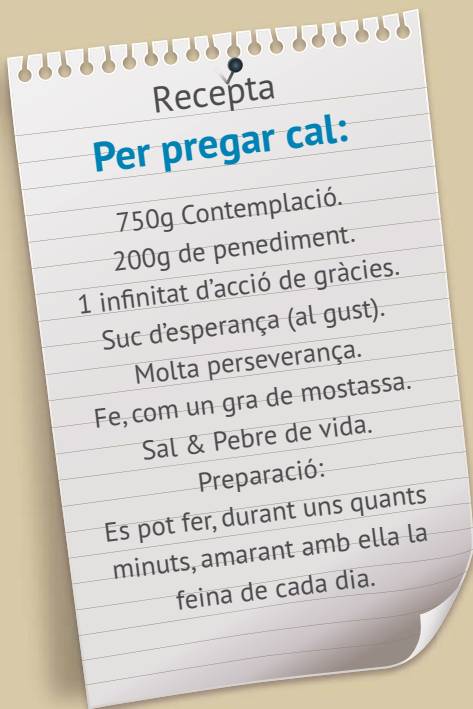 Recepta
Per pregar cal:
750g Contemplació.
200g de penediment.
1 infinitat d'acció de gràcies.
Suc d'esperança (al gust).
Molta perseverança.
Fe, com un gra de mostassa.
Sal & Pebre de vida.
Preparació:
Es pot fer, durant uns quants
minuts, amarant amb ella la
feina de cada dia.